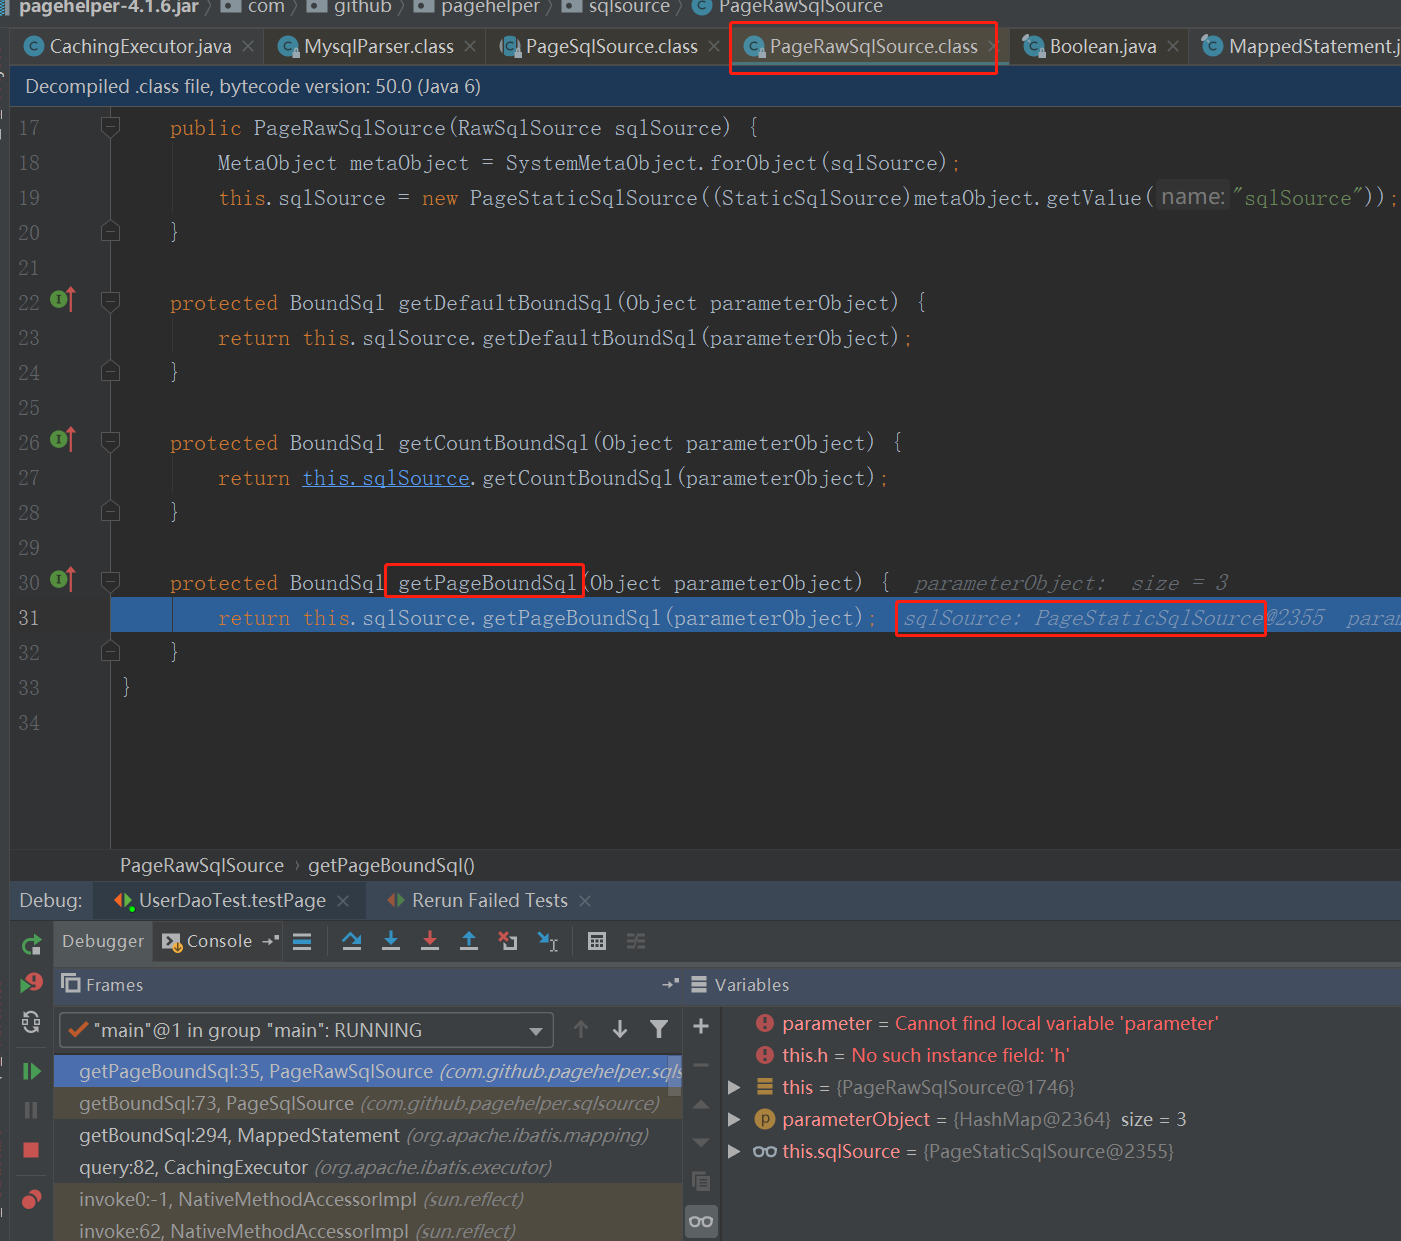 pagehelper-4.1.6.jar com github pagehelper sqlsource PageRawSqlSource
CachingExecutor.java MysqlParser.class PageSqlSource.class PageRawSqlSource.class Boolean.java MappedStatement.j
Decompiled .class file, bytecode version: 50.0 (Java 6)
17 public PageRawSqlSource(RawSqlSource sqlSource) {
18 MetaObject metaObject = SystemMetaObject.forObject(sqlSource);
19 this.sqlSource = new PageStaticSqlSource((StaticSqlSource)metaObject.getValue( name: "sqlSource"));
20 }
21
22 protected BoundSql getDefaultBoundSql(Object parameterObject) {
23 return this.sqlSource.getDefaultBoundSql(parameterObject);
24 }
25
26 protected BoundSql getCountBoundSql(Object parameterObject) {
27 return this.sqlSource.getCountBoundSql(parameterObject);
28 }
29
30 protected BoundSql getPageBoundSql(Object parameterObject) { parameterObject: size = 3
31 return this.sqlSource.getPageBoundSql(parameterObject); sqlSource: PageStaticSqlSource@2355 param
32 }
33 }
34
PageRawSqlSource › getPageBoundSql()
Debug: UserDaoTest.testPage Rerun Failed Tests
Debugger Console
Frames
Variables
"main"@1 in group "main": RUNNING
getPageBoundSql:35, PageRawSqlSource (com.github.pagehelper.sqls
getBoundSql:73, PageSqlSource (com.github.pagehelper.sqlsource)
getBoundSql:294, MappedStatement (org.apache.ibatis.mapping)
query:82, CachingExecutor (org.apache.ibatis.executor)
invoke0:-1, NativeMethodAccessorImpl (sun.reflect)
invoke:62, NativeMethodAccessorImpl (sun.reflect)
parameter = Cannot find local variable 'parameter'
this.h = No such instance field: 'h'
this = {PageRawSqlSource@1746}
parameterObject = {HashMap@2364} size = 3
this.sqlSource = {PageStaticSqlSource@2355}